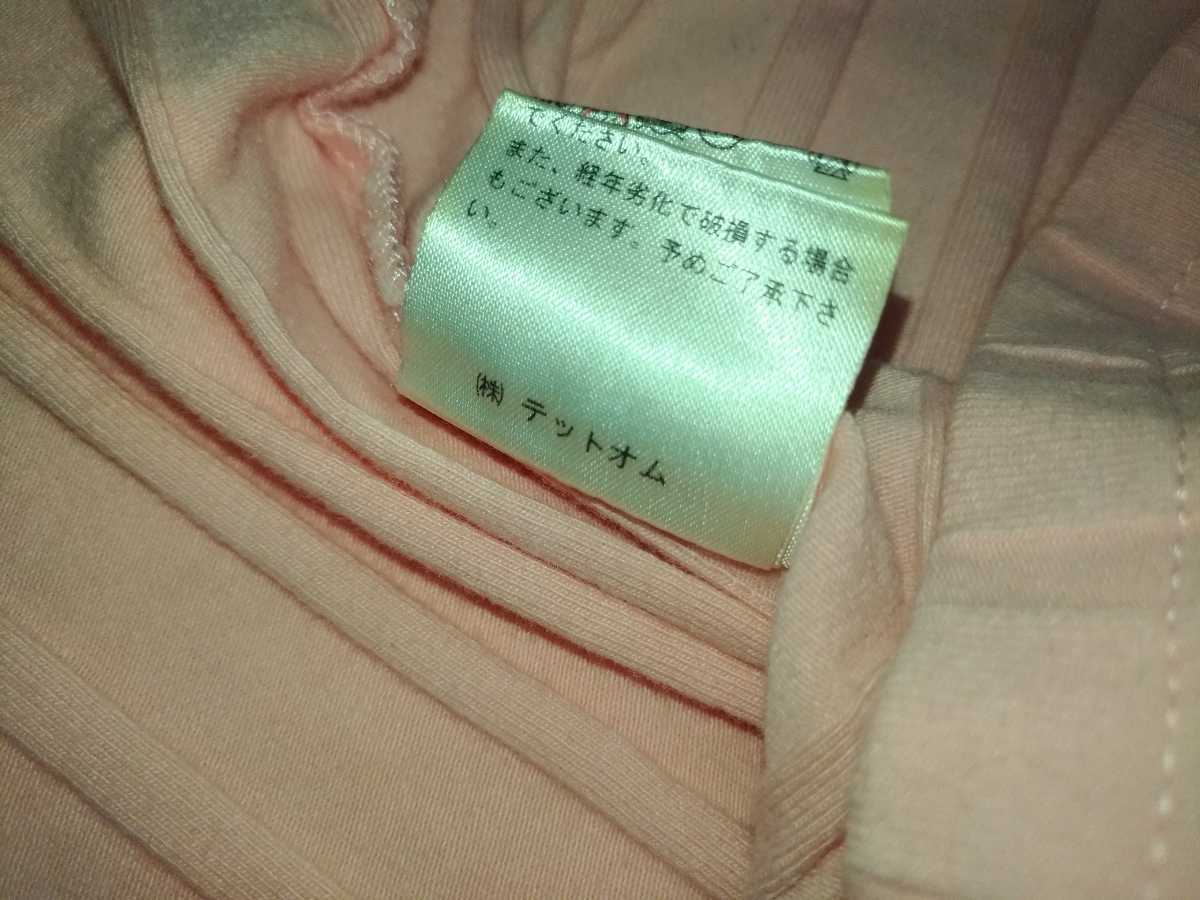 てください。
また、経年劣化で破損する場合
もございます。予めご了承下さ
い。
(株) テットオム